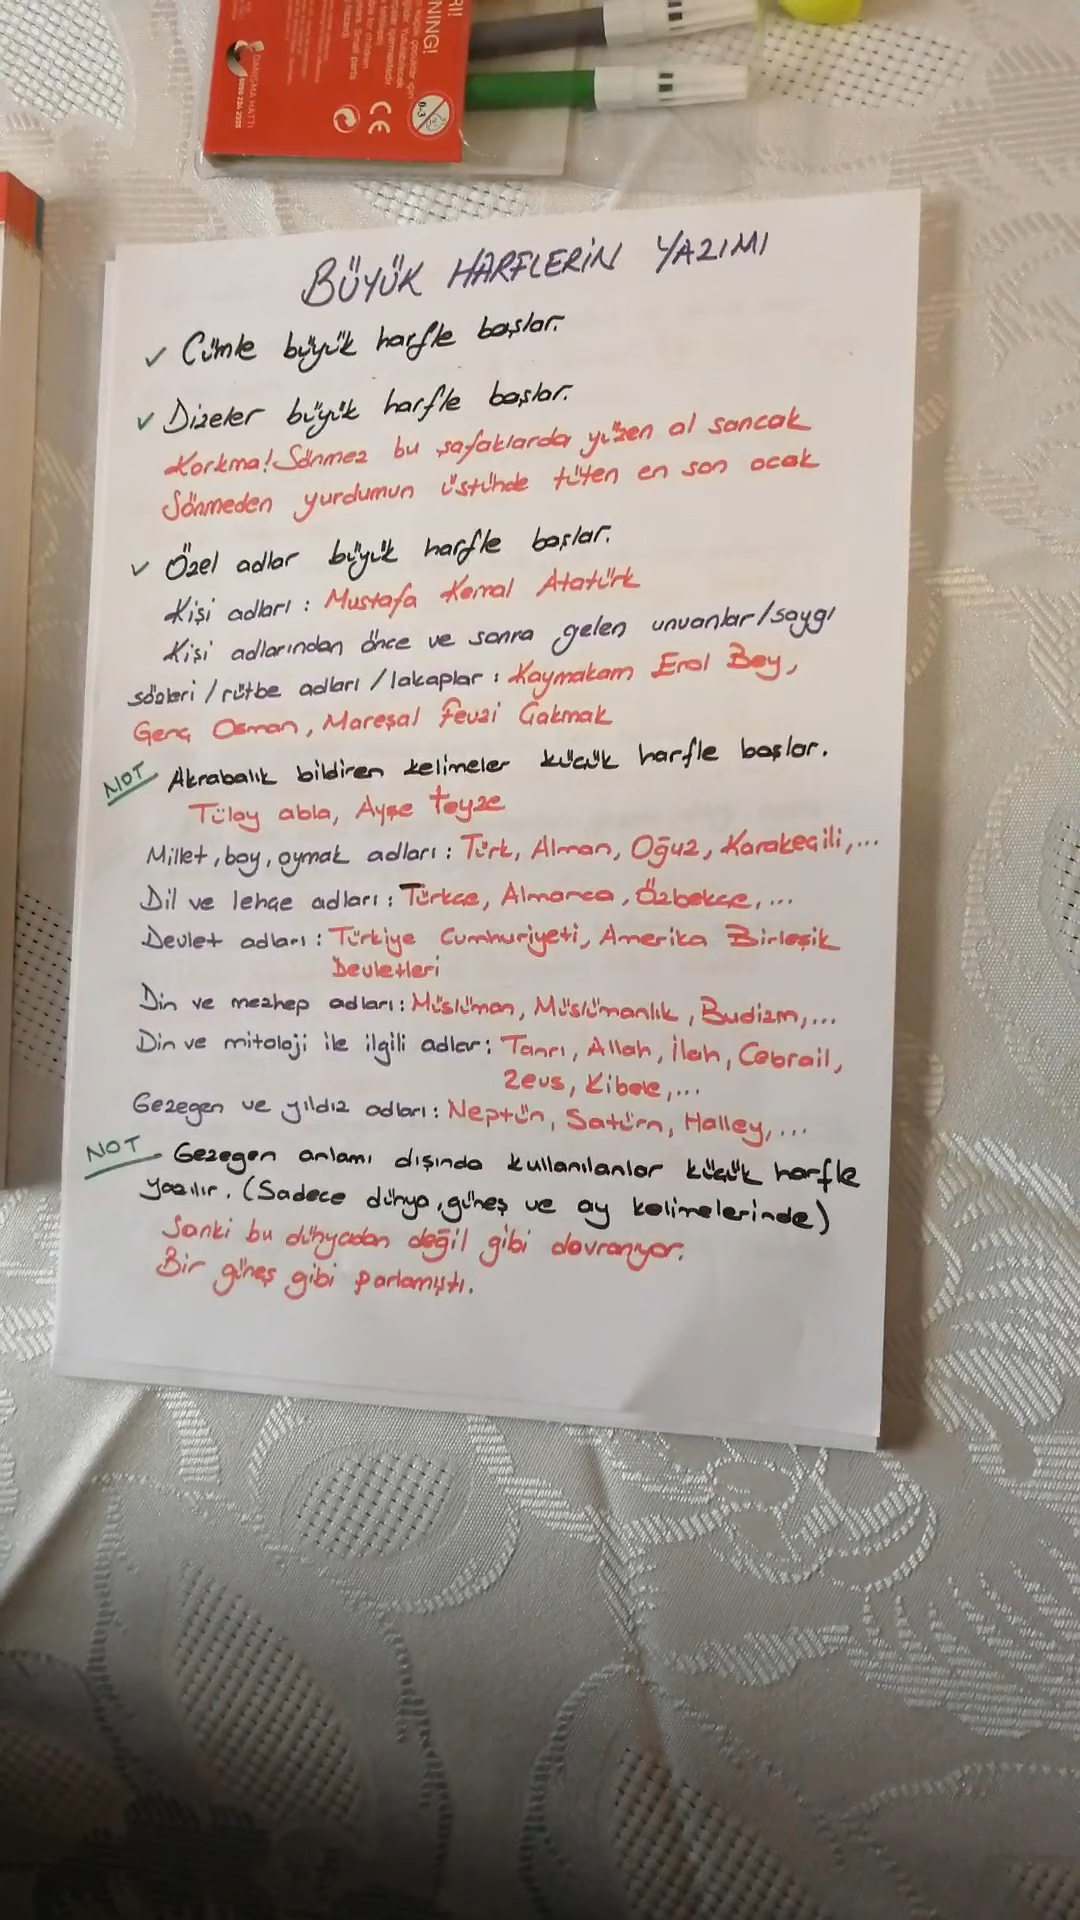 NING!
CE
0-3
DANIŞMA HATTI
BÜYÜK HARFLERİN YAZIMI
✓ Cümle büyük harfle başlar.
✓ Dizeler büyük harfle başlar.
Korkma! Sönmez bu şafaklarda yüzen al sancak
Sönmeden yurdumun üstünde tüten en son ocak
✓ Özel adlar büyük harfle başlar.
Kişi adları : Mustafa Kemal Atatürk
Kişi adlarından önce ve sonra gelen unvanlar/saygı
sözleri / rütbe adları / lakaplar : Kaymakam Erol Bey,
Genç Osman, Mareşal Fevzi Çakmak
NOT Akrabalık bildiren kelimeler küçük harfle başlar.
Tülay abla, Ayşe teyze
Millet, boy, oymak adları : Türk, Alman, Oğuz, Karakeçili,...
Dil ve lehçe adları : Türkçe, Almanca, Özbekçe,...
Devlet adları : Türkiye Cumhuriyeti, Amerika Birleşik
Devletleri
Din ve mezhep adları : Müslüman, Müslümanlık, Budizm,...
Din ve mitoloji ile ilgili adlar : Tanrı, Allah, İlah, Cebrail,
Zeus, Kibele,...
Gezegen ve yıldız adları : Neptün, Satürn, Halley,...
NOT Gezegen anlamı dışında kullanılanlar küçük harfle
yazılır. (Sadece dünya, güneş ve ay kelimelerinde)
Sanki bu dünyadan değil gibi davranıyor.
Bir güneş gibi parlamıştı.